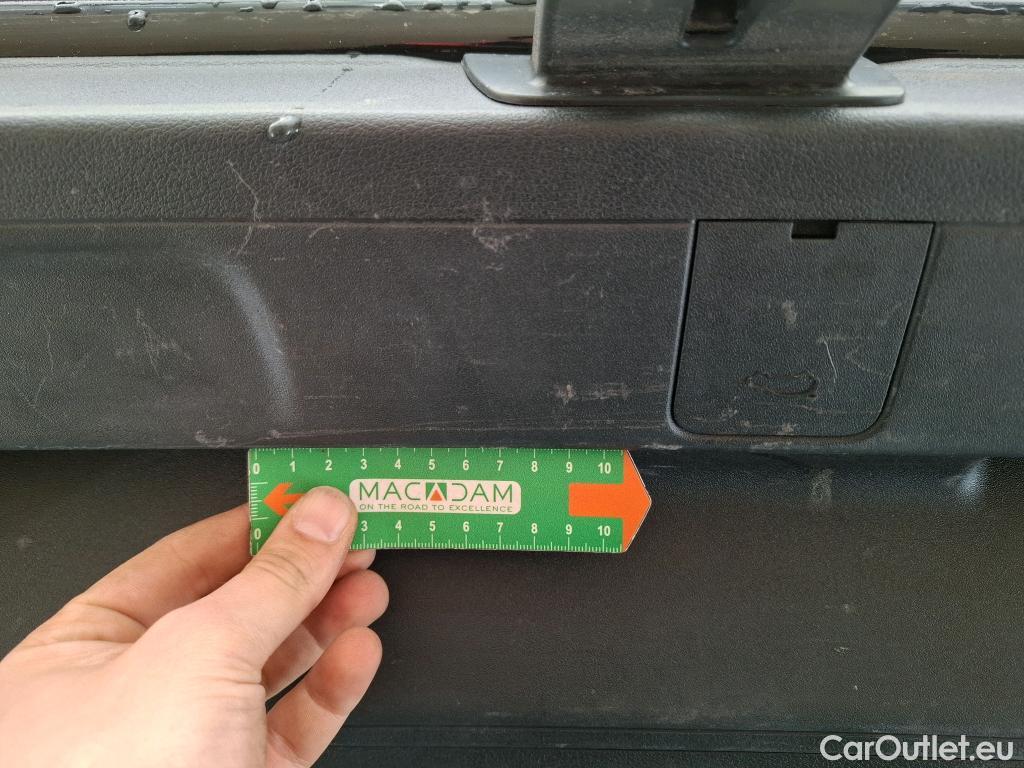 0 1 2 3 4 5 6 7 8 9 10
MACADAM
ON THE ROAD TO EXCELLENCE
0 3 4 5 6 7 8 9 10
CarOutlet.eu